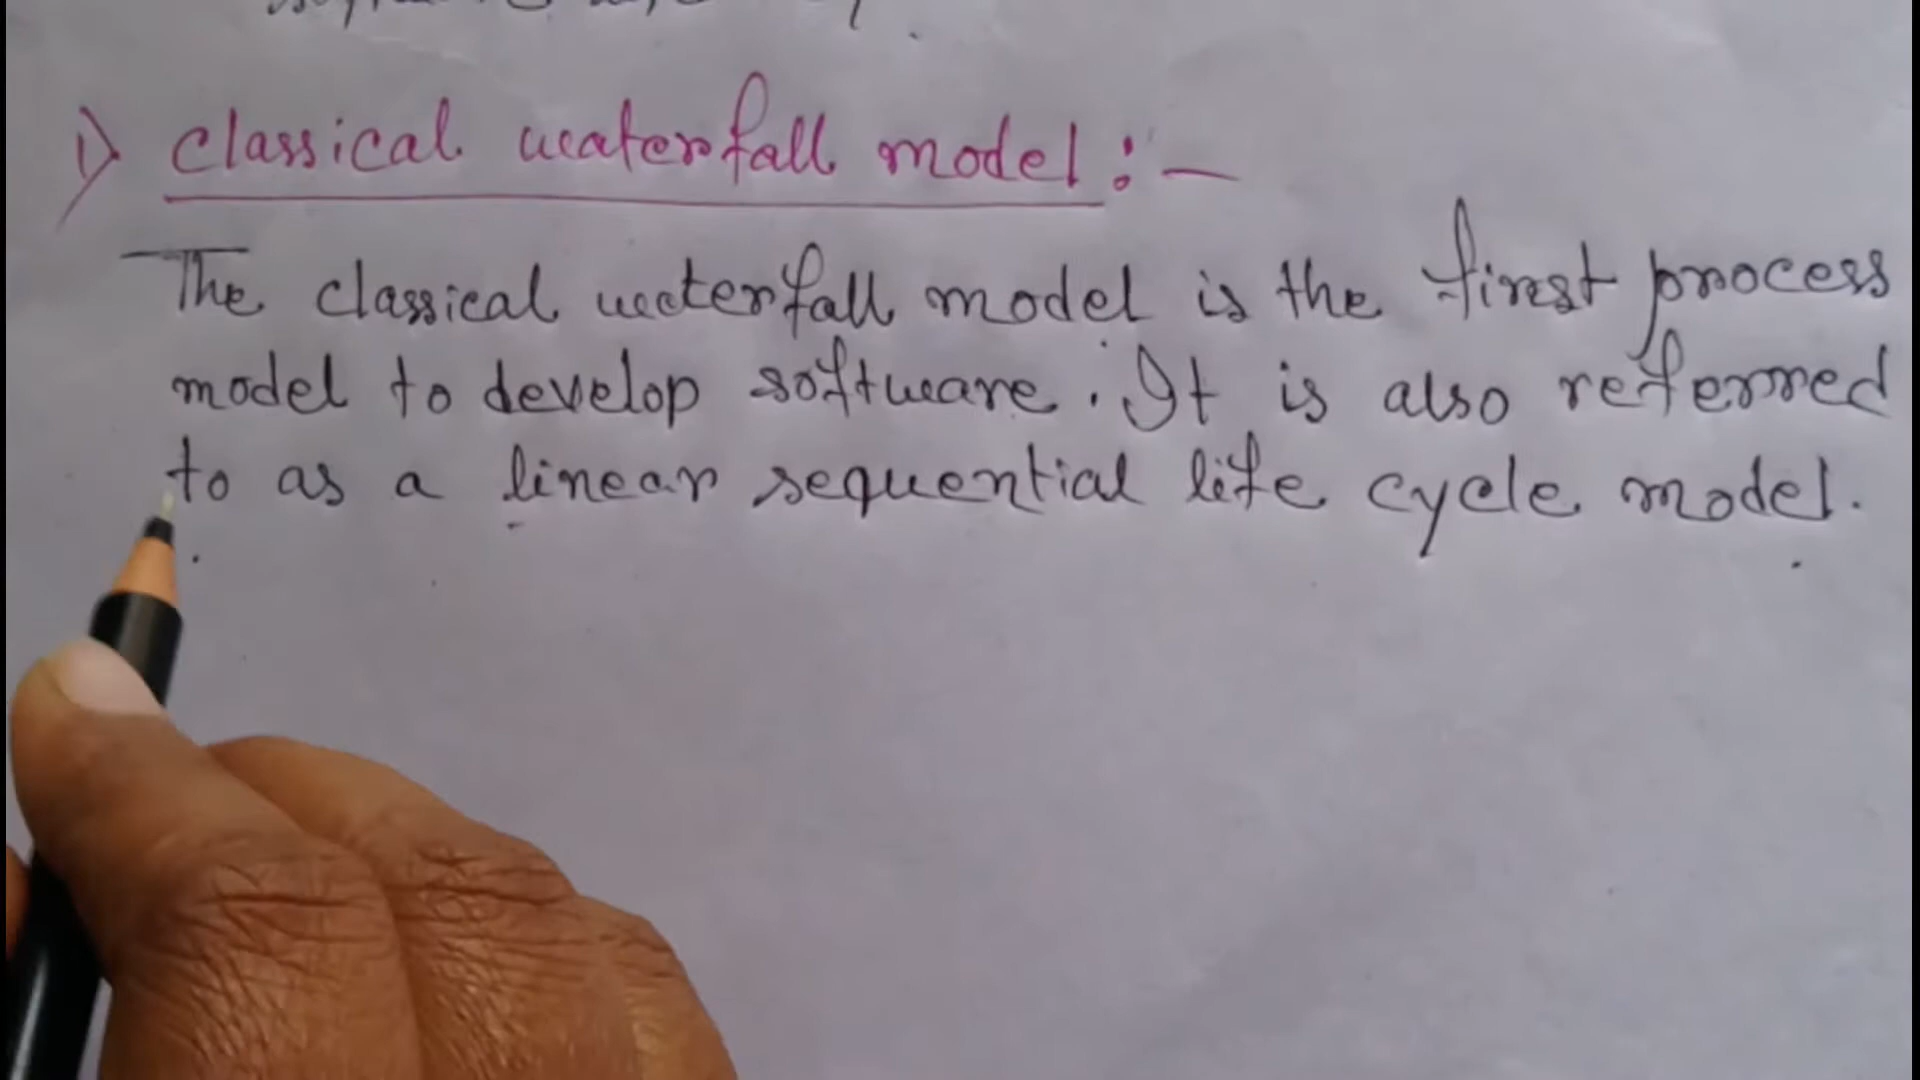 1) classical waterfall model :-
The classical waterfall model is the first process
model to develop software. It is also referred
to as a linear sequential life cycle model.